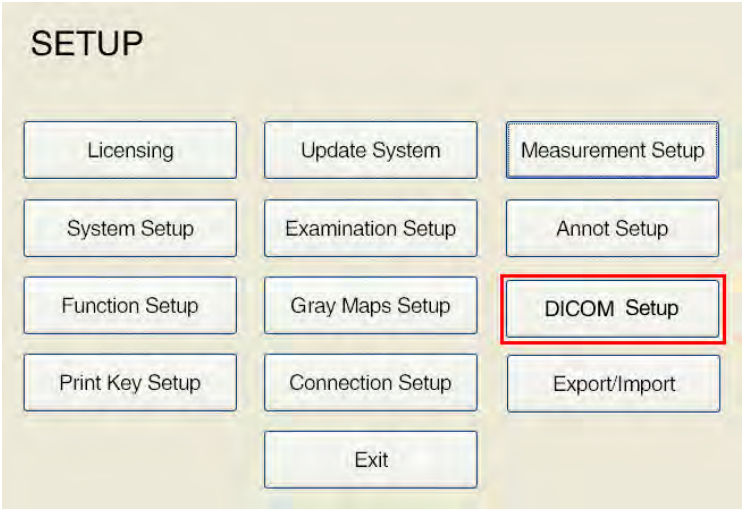 SETUP
Licensing
Update System
Measurement Setup
System Setup
Examination Setup
Annot Setup
Function Setup
Gray Maps Setup
DICOM Setup
Print Key Setup
Connection Setup
Export/Import
Exit